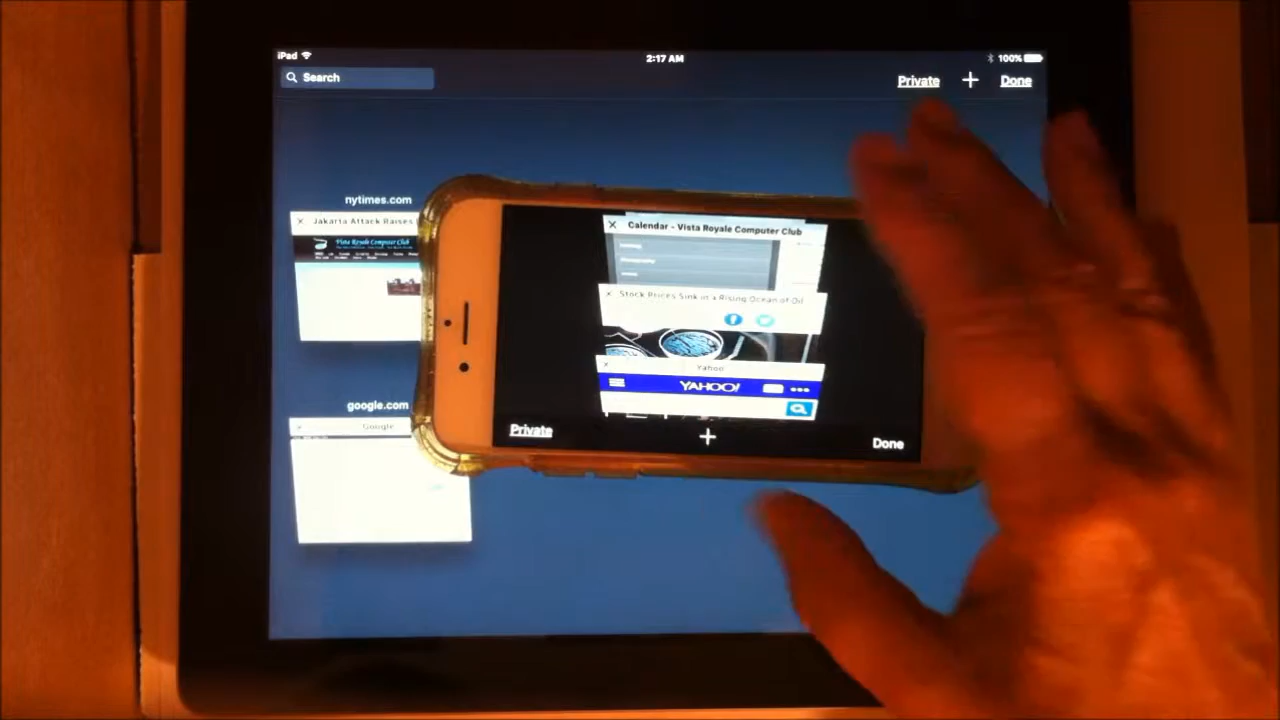 iPad
2:17 AM
100%
Search
Private + Done
nytimes.com
× Jakarta Attack Raises
Vista Royale Computer Club
× Calendar - Vista Royale Computer Club
× Stock Prices Sink in a Rising Ocean of Oil
× Yahoo
YAHOO!
google.com
× Google
Private + Done